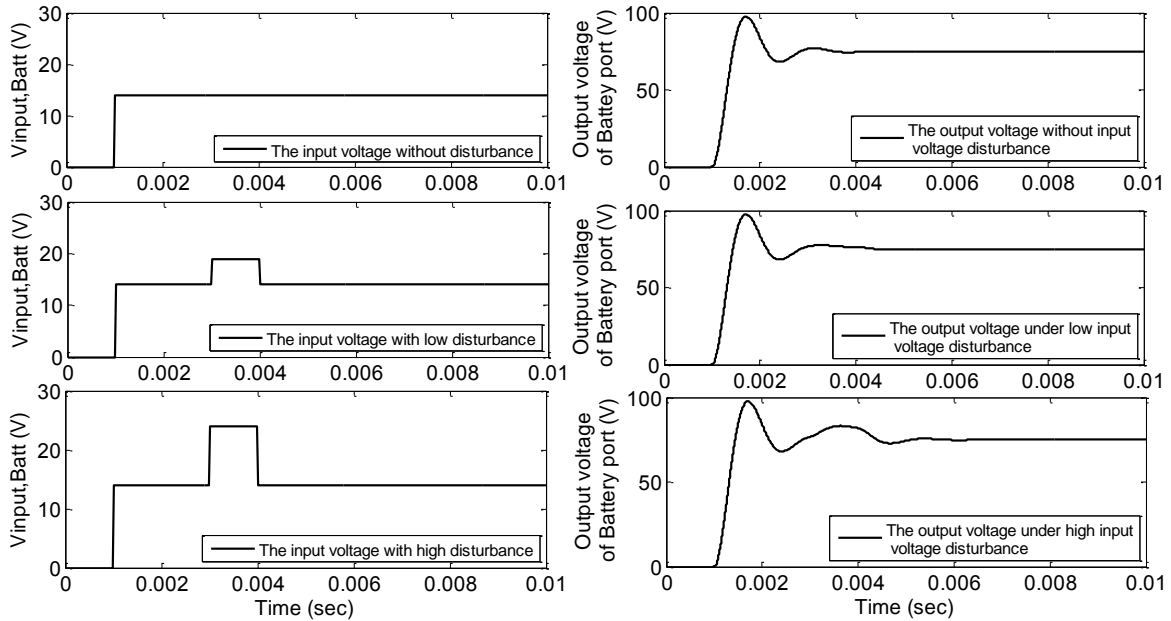 Vinput,Batt (V)
30
20
10
0
The input voltage without disturbance
0 0.002 0.004 0.006 0.008 0.01
Output voltage
of Battey port (V)
100
50
0
The output voltage without input
voltage disturbance
0 0.002 0.004 0.006 0.008 0.01
Vinput,Batt (V)
30
20
10
0
The input voltage with low disturbance
0 0.002 0.004 0.006 0.008 0.01
Output voltage
of Battery port (V)
100
50
0
The output voltage under low input
voltage disturbance
0 0.002 0.004 0.006 0.008 0.01
Vinput,Batt (V)
30
20
10
0
The input voltage with high disturbance
0 0.002 0.004 0.006 0.008 0.01
Time (sec)
Output voltage
of Battery port (V)
100
50
0
The output voltage under high input
voltage disturbance
0 0.002 0.004 0.006 0.008 0.01
Time (sec)